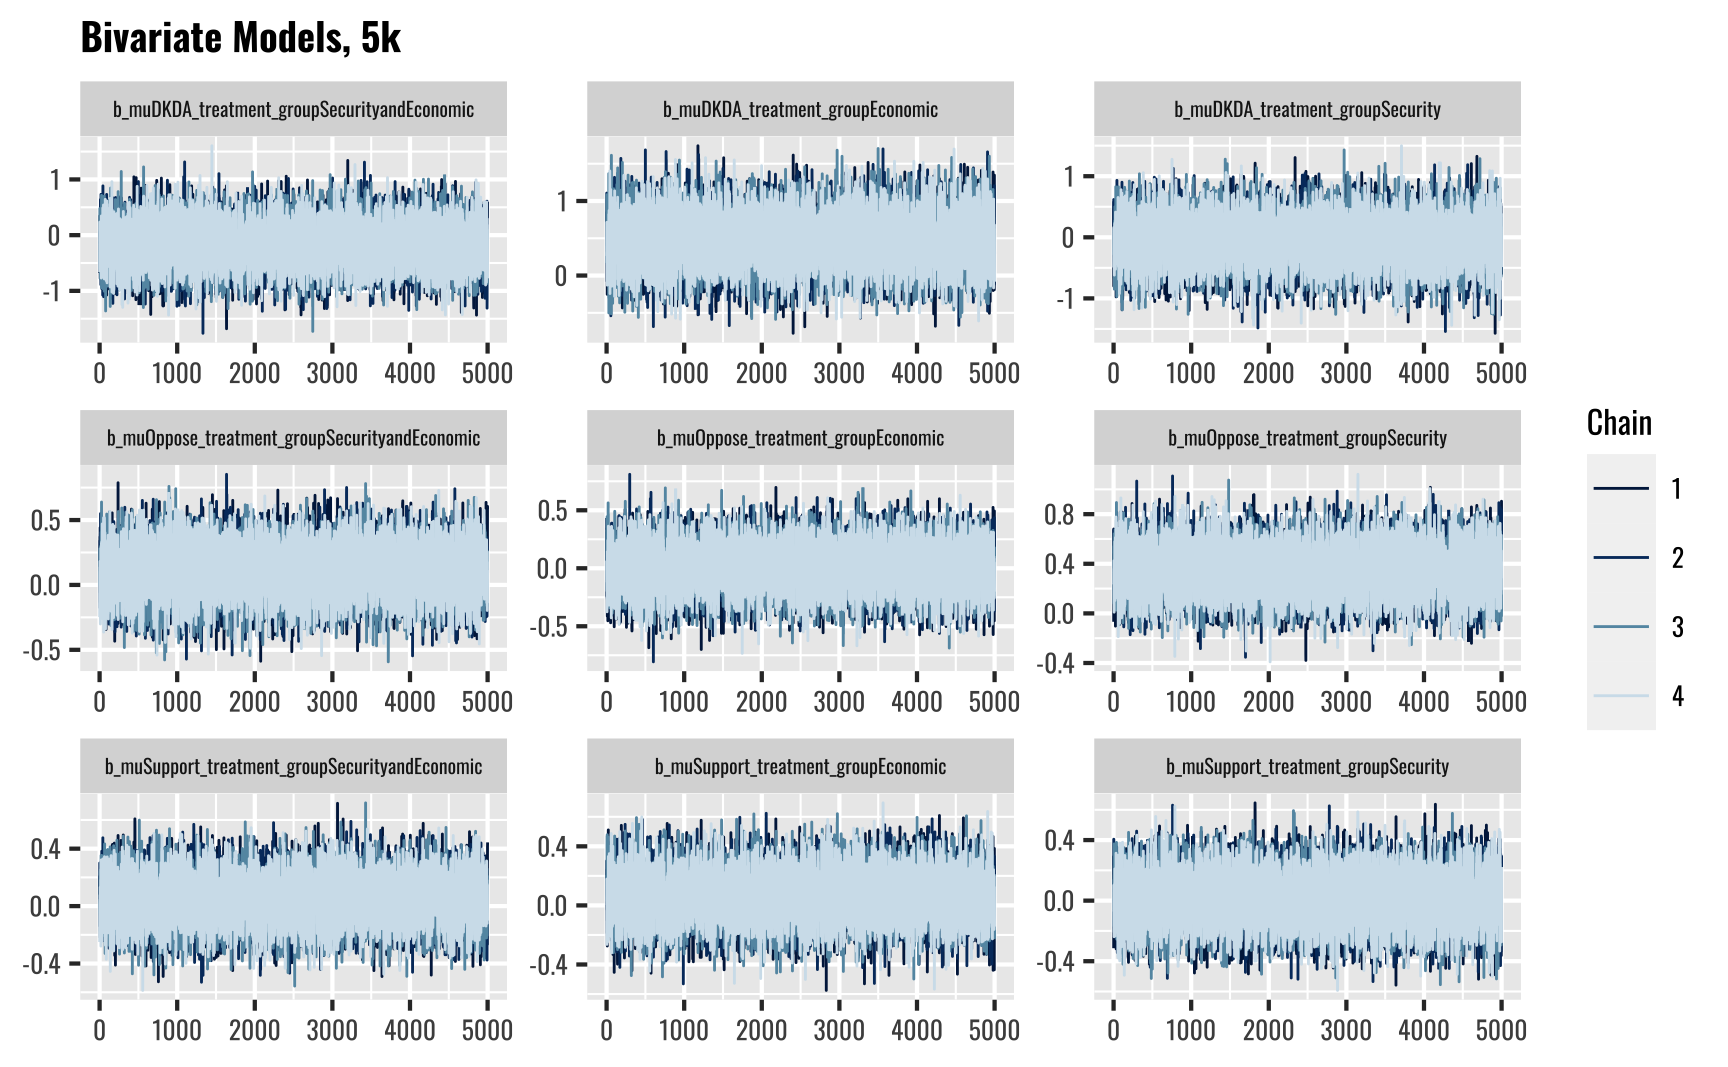 Bivariate Models, 5k
b_muDKDA_treatment_groupSecurityandEconomic
b_muDKDA_treatment_groupEconomic
b_muDKDA_treatment_groupSecurity
1
0
-1
1
0
1
0
-1
0 1000 2000 3000 4000 5000
0 1000 2000 3000 4000 5000
0 1000 2000 3000 4000 5000
b_muOppose_treatment_groupSecurityandEconomic
b_muOppose_treatment_groupEconomic
b_muOppose_treatment_groupSecurity
0.5
0.0
-0.5
0.5
0.0
-0.5
0.8
0.4
0.0
-0.4
0 1000 2000 3000 4000 5000
0 1000 2000 3000 4000 5000
0 1000 2000 3000 4000 5000
b_muSupport_treatment_groupSecurityandEconomic
b_muSupport_treatment_groupEconomic
b_muSupport_treatment_groupSecurity
0.4
0.0
-0.4
0.4
0.0
-0.4
0.4
0.0
-0.4
0 1000 2000 3000 4000 5000
0 1000 2000 3000 4000 5000
0 1000 2000 3000 4000 5000
Chain
1
2
3
4